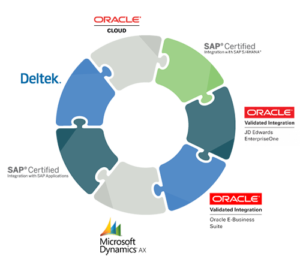 ORACLE
CLOUD
SAP® Certified
Integration with SAP S/4HANA®
Deltek.
ORACLE
Validated Integration
JD Edwards
EnterpriseOne
SAP® Certified
Integration with SAP Applications
ORACLE
Validated Integration
Oracle E-Business
Suite
Microsoft
Dynamics AX